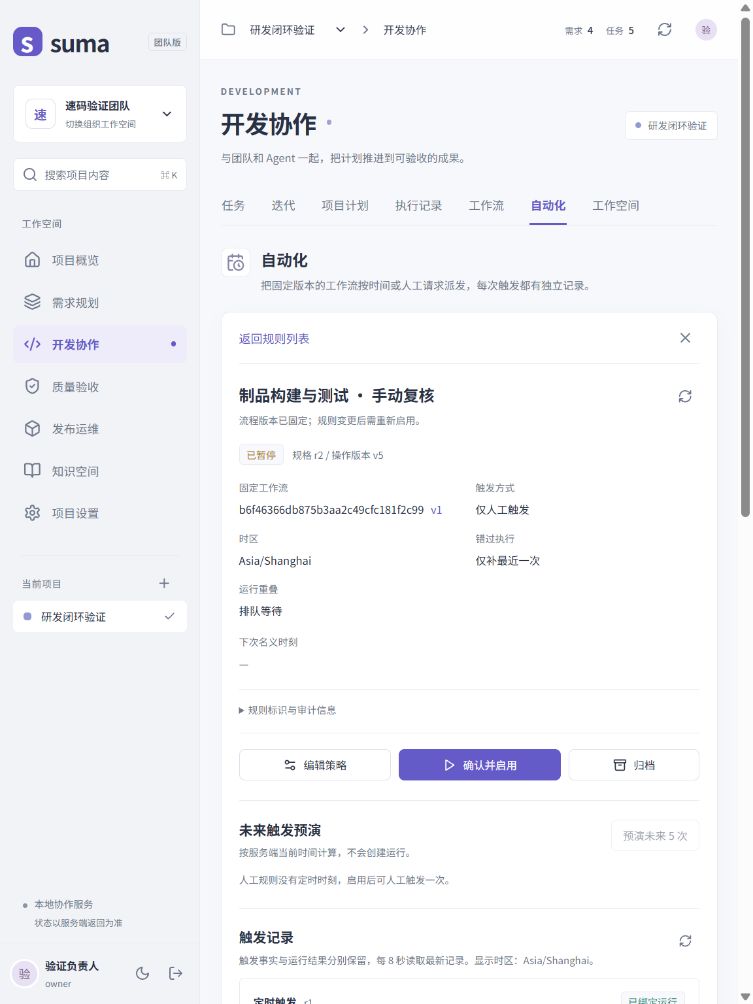 suma
团队版
速
速码验证团队
切换组织工作空间
搜索项目内容
⌘K
工作空间
项目概览
需求规划
开发协作
质量验收
发布运维
知识空间
项目设置
当前项目
研发闭环验证
本地协作服务
状态以服务端返回为准
验
验证负责人
owner
研发闭环验证
开发协作
需求 4
任务 5
验
DEVELOPMENT
开发协作
研发闭环验证
与团队和 Agent 一起，把计划推进到可验收的成果。
任务 迭代 项目计划 执行记录 工作流 自动化 工作空间
自动化
把固定版本的工作流按时间或人工请求派发，每次触发都有独立记录。
返回规则列表
制品构建与测试 · 手动复核
流程版本已固定；规则变更后需重新启用。
已暂停 规格 r2 / 操作版本 v5
固定工作流
b6f46366db875b3aa2c49cfc181f2c99 v1
触发方式
仅人工触发
时区
Asia/Shanghai
错过执行
仅补最近一次
运行重叠
排队等待
下次名义时刻
—
规则标识与审计信息
编辑策略
确认并启用
归档
未来触发预演
按服务端当前时间计算，不会创建运行。
预演未来 5 次
人工规则没有定时时刻，启用后可人工触发一次。
触发记录
触发事实与运行结果分别保留，每 8 秒读取最新记录。显示时区：Asia/Shanghai。
定时触发 r1
已绑定运行